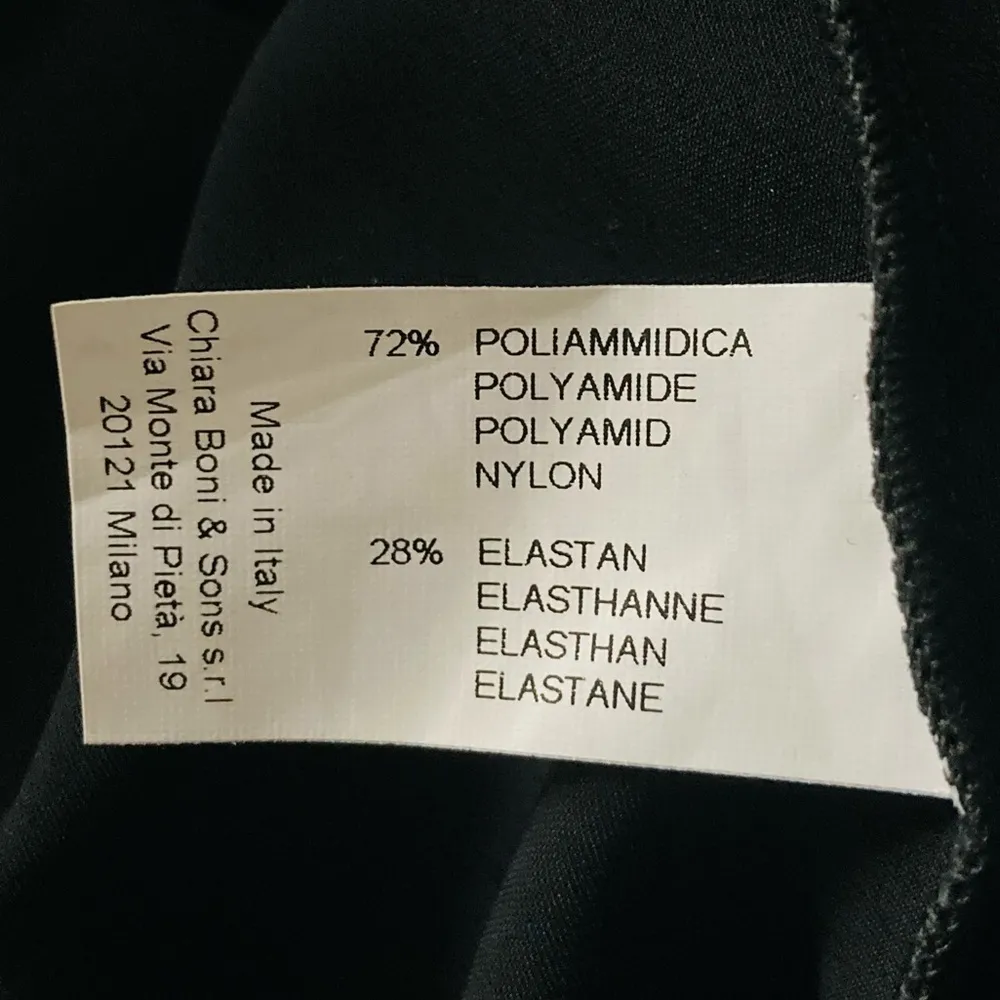 72% POLIAMMIDICA
POLYAMIDE
POLYAMID
NYLON
28% ELASTAN
ELASTHANNE
ELASTHAN
ELASTANE
Made in Italy
Chiara Boni & Sons s.r.l
Via Monte di Pietà, 19
20121 Milano